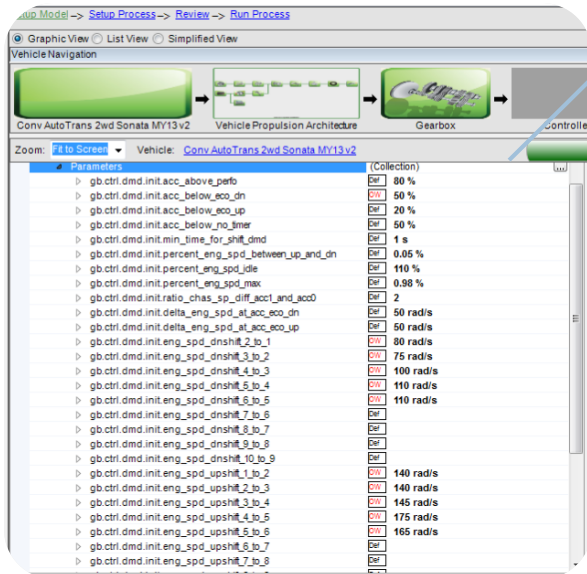 Setup Model -> Setup Process -> Review -> Run Process
Graphic View List View Simplified View
Vehicle Navigation
Conv AutoTrans 2wd Sonata MY13 v2 Vehicle Propulsion Architecture Gearbox Controlle
Zoom: Fit to Screen Vehicle: Conv AutoTrans 2wd Sonata MY13 v2
Parameters (Collection) ...
gb.ctrl.dmd.init.acc_above_perfo Def 80 %
gb.ctrl.dmd.init.acc_below_eco_dn OW 50 %
gb.ctrl.dmd.init.acc_below_eco_up Def 20 %
gb.ctrl.dmd.init.acc_below_no_timer Def 50 %
gb.ctrl.dmd.init.min_time_for_shift_dmd Def 1 s
gb.ctrl.dmd.init.percent_eng_spd_between_up_and_dn Def 0.05 %
gb.ctrl.dmd.init.percent_eng_spd_idle Def 110 %
gb.ctrl.dmd.init.percent_eng_spd_max Def 0.98 %
gb.ctrl.dmd.init.ratio_chas_sp_diff_acc1_and_acc0 Def 2
gb.ctrl.dmd.init.delta_eng_spd_at_acc_eco_dn Def 50 rad/s
gb.ctrl.dmd.init.delta_eng_spd_at_acc_eco_up Def 50 rad/s
gb.ctrl.dmd.init.eng_spd_dnshift_2_to_1 OW 80 rad/s
gb.ctrl.dmd.init.eng_spd_dnshift_3_to_2 OW 75 rad/s
gb.ctrl.dmd.init.eng_spd_dnshift_4_to_3 OW 100 rad/s
gb.ctrl.dmd.init.eng_spd_dnshift_5_to_4 OW 110 rad/s
gb.ctrl.dmd.init.eng_spd_dnshift_6_to_5 OW 110 rad/s
gb.ctrl.dmd.init.eng_spd_dnshift_7_to_6 Def
gb.ctrl.dmd.init.eng_spd_dnshift_8_to_7 Def
gb.ctrl.dmd.init.eng_spd_dnshift_9_to_8 Def
gb.ctrl.dmd.init.eng_spd_dnshift_10_to_9 Def
gb.ctrl.dmd.init.eng_spd_upshift_1_to_2 OW 140 rad/s
gb.ctrl.dmd.init.eng_spd_upshift_2_to_3 OW 140 rad/s
gb.ctrl.dmd.init.eng_spd_upshift_3_to_4 OW 145 rad/s
gb.ctrl.dmd.init.eng_spd_upshift_4_to_5 OW 175 rad/s
gb.ctrl.dmd.init.eng_spd_upshift_5_to_6 OW 165 rad/s
gb.ctrl.dmd.init.eng_spd_upshift_6_to_7 Def
gb.ctrl.dmd.init.eng_spd_upshift_7_to_8 Def